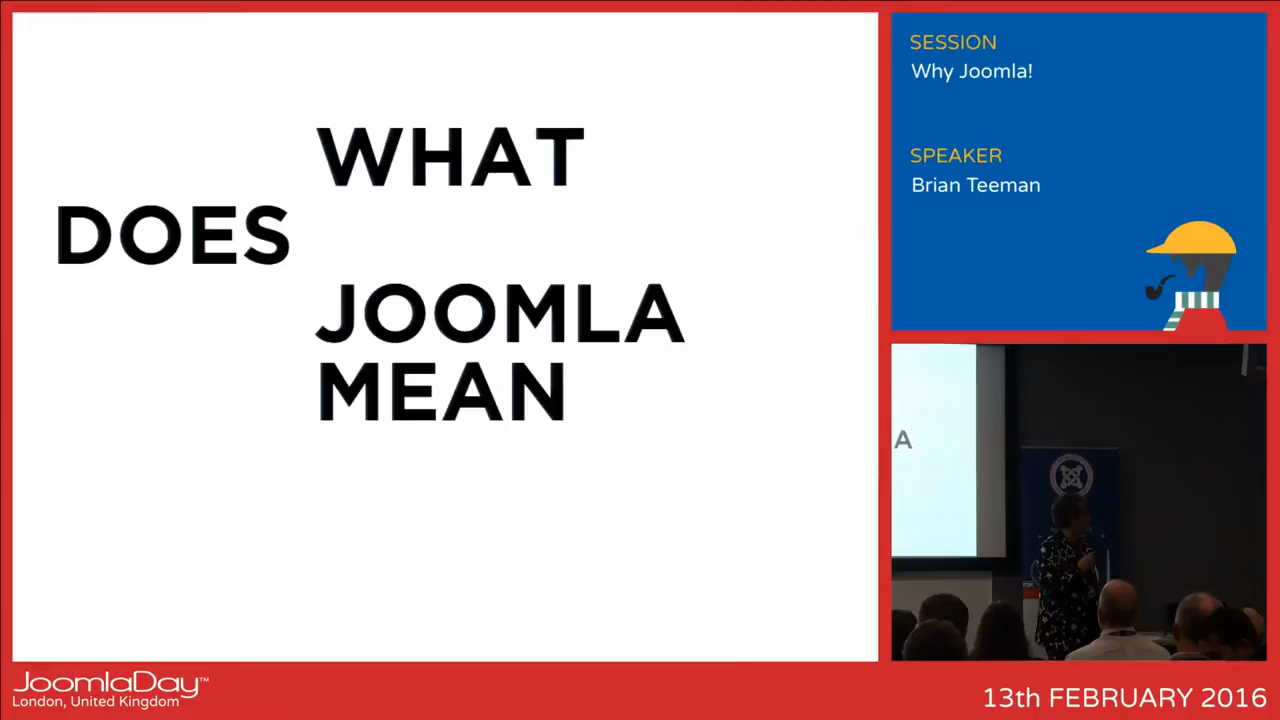 WHAT
DOES
JOOMLA
MEAN
SESSION
Why Joomla!
SPEAKER
Brian Teeman
A
JoomlaDay™
London, United Kingdom
13th FEBRUARY 2016